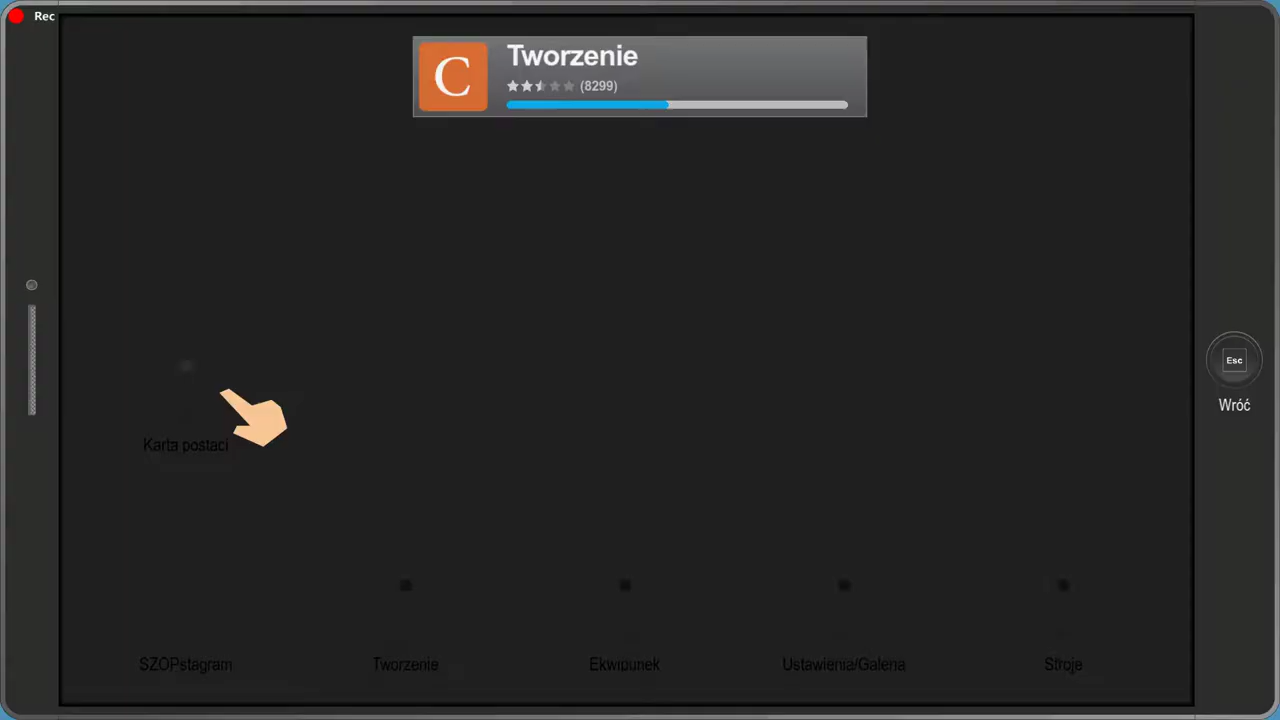 Rec
C
Tworzenie
(8299)
Esc
Wróć
Karta postaci
SZOPstagram
Tworzenie
Ekwipunek
Ustawienia/Galeria
Stroje